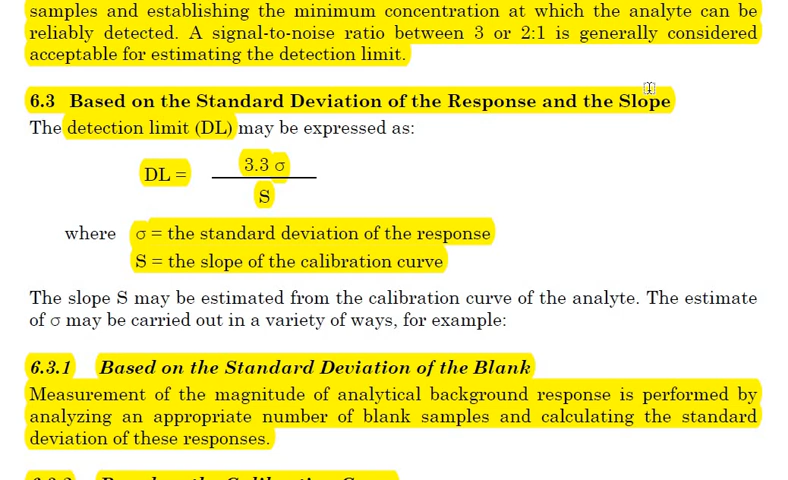 samples and establishing the minimum concentration at which the analyte can be
reliably detected. A signal-to-noise ratio between 3 or 2:1 is generally considered
acceptable for estimating the detection limit.
6.3 Based on the Standard Deviation of the Response and the Slope
The detection limit (DL) may be expressed as:
DL = 3.3 σ
S
where σ = the standard deviation of the response
S = the slope of the calibration curve
The slope S may be estimated from the calibration curve of the analyte. The estimate
of σ may be carried out in a variety of ways, for example:
6.3.1 Based on the Standard Deviation of the Blank
Measurement of the magnitude of analytical background response is performed by
analyzing an appropriate number of blank samples and calculating the standard
deviation of these responses.